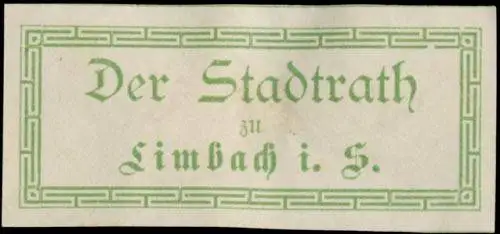 Der Stadtrath
zu
Limbach i. S.